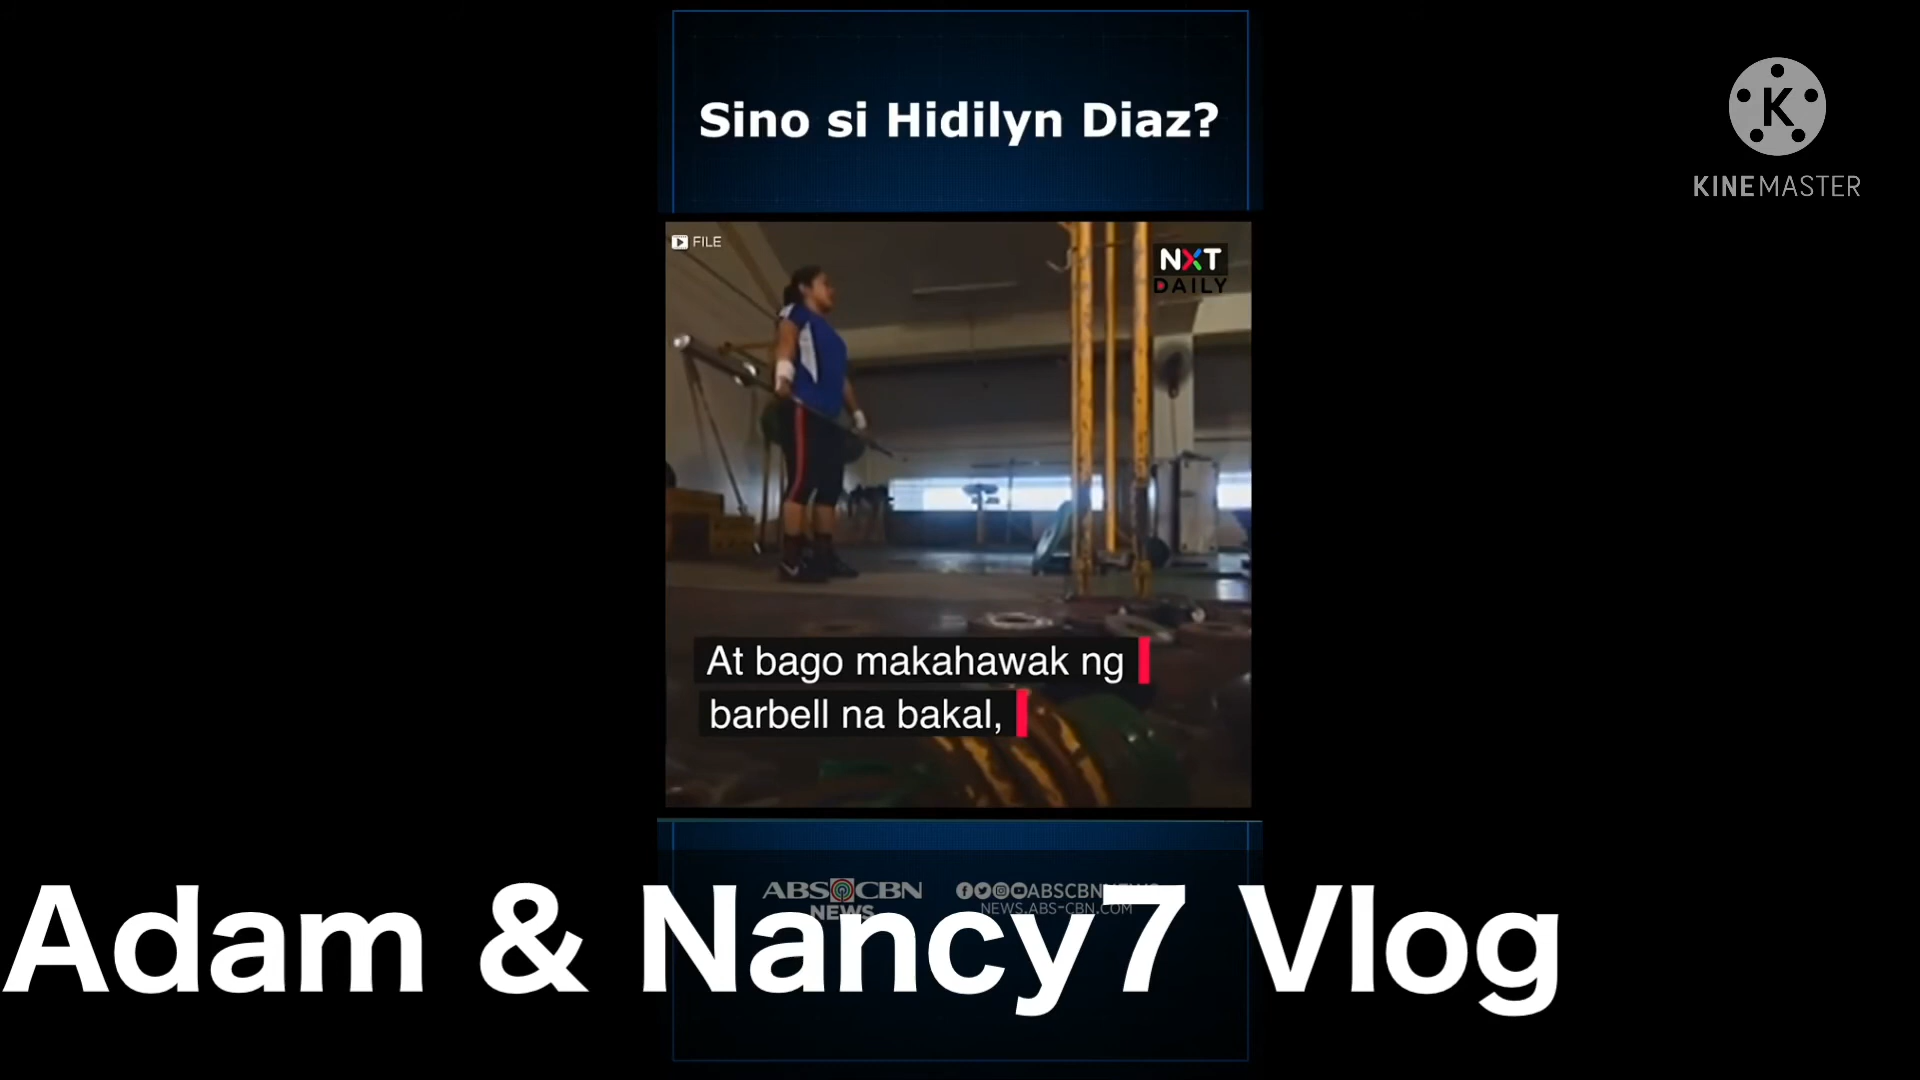 Sino si Hidilyn Diaz?
K
KINEMASTER
FILE
NXT
DAILY
At bago makahawak ng
barbell na bakal,
ABS CBN
NEWS
NEWS.ABS-CBN.COM
Adam & Nancy7 Vlog